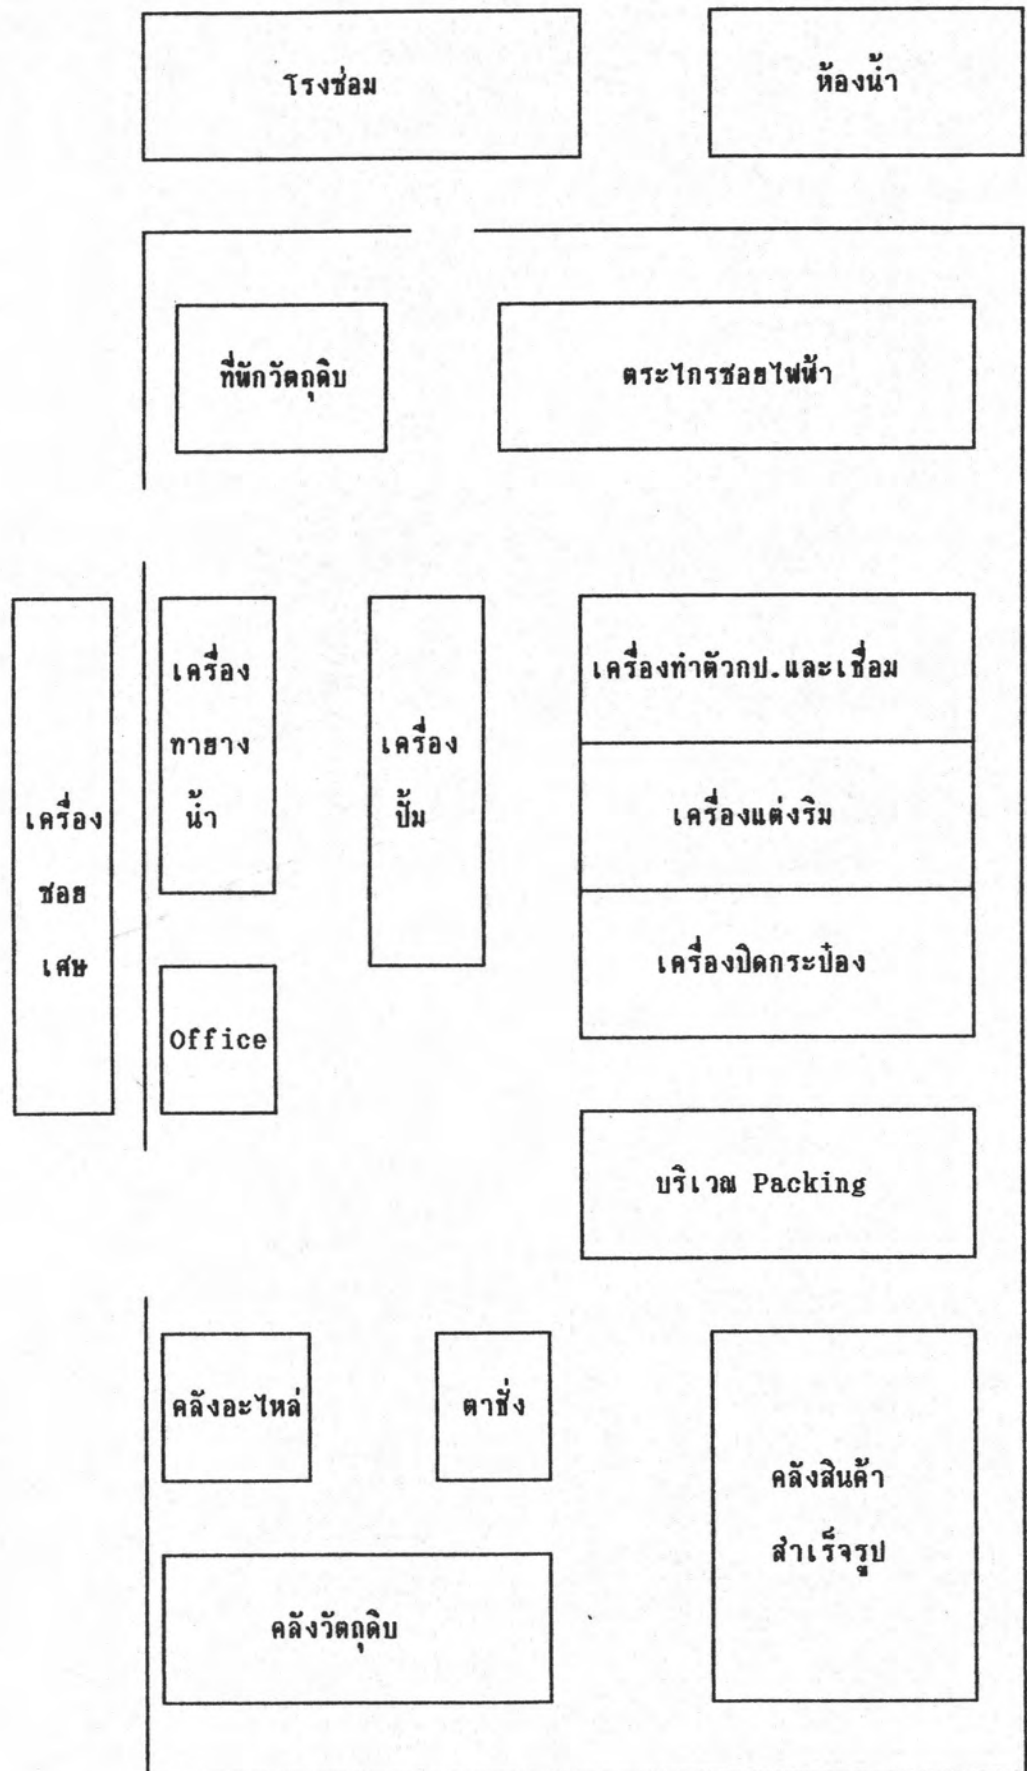 โรงซ่อม
ห้องน้ำ
ที่พักวัตถุดิบ
ตระไกรซอยไฟฟ้า
เครื่อง
ทายาง
น้ำ
เครื่อง
ปั้ม
เครื่องทำตัวกป.และเชื่อม
เครื่องแต่งริม
เครื่องปิดกระป๋อง
เครื่อง
ซอย
เศษ
Office
บริเวณ Packing
คลังอะไหล่
ตาชั่ง
คลังสินค้า
สำเร็จรูป
คลังวัตถุดิบ